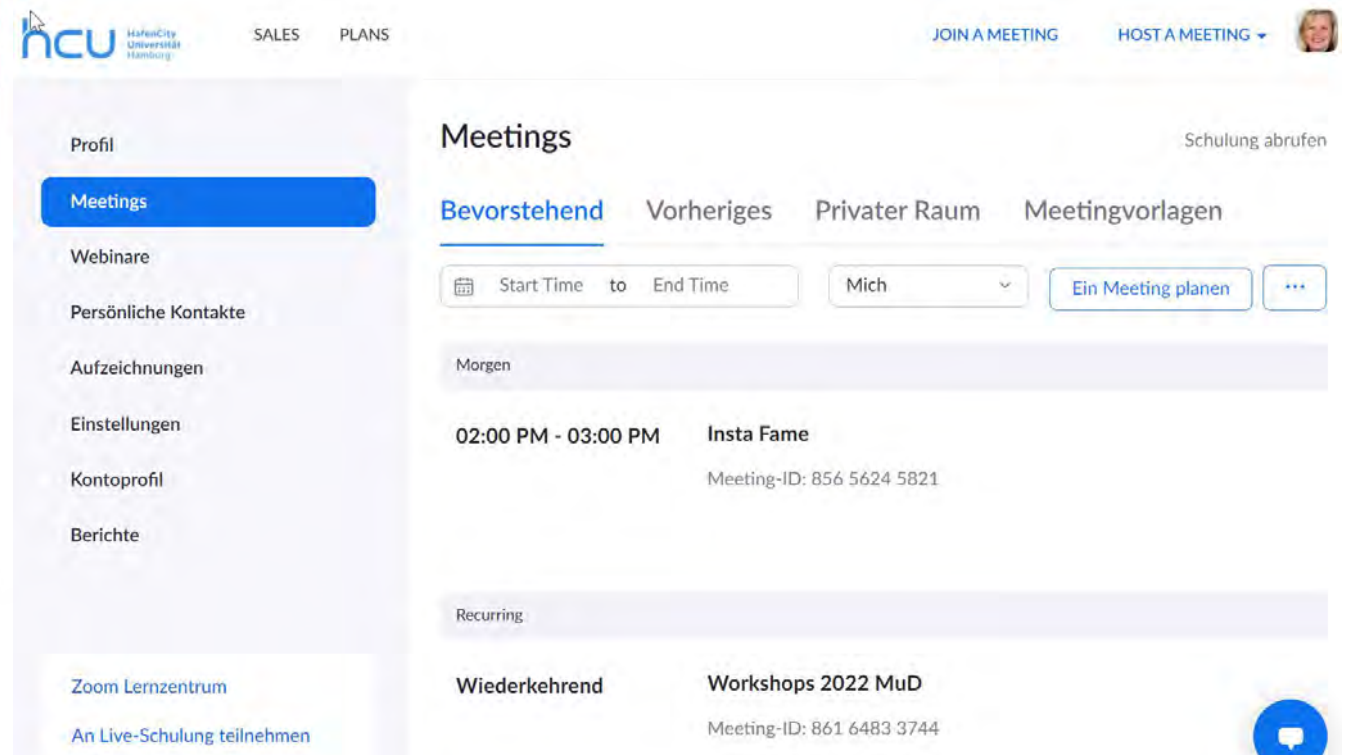 hcu
HafenCity
Universität
Hamburg
SALES PLANS
JOIN A MEETING HOST A MEETING
Profil
Meetings
Webinare
Persönliche Kontakte
Aufzeichnungen
Einstellungen
Kontoprofil
Berichte
Zoom Lernzentrum
An Live-Schulung teilnehmen
Meetings
Schulung abrufen
Bevorstehend Vorheriges Privater Raum Meetingvorlagen
Start Time to End Time Mich Ein Meeting planen ...
Morgen
02:00 PM - 03:00 PM Insta Fame
Meeting-ID: 856 5624 5821
Recurring
Wiederkehrend Workshops 2022 MuD
Meeting-ID: 861 6483 3744